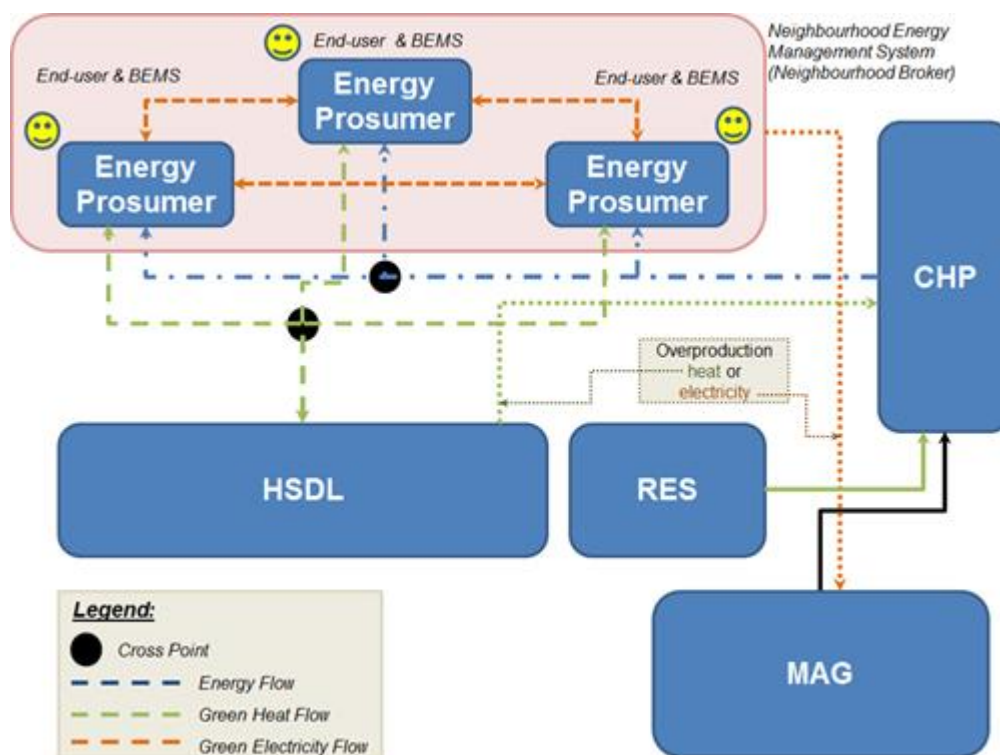 End-user & BEMS
Neighbourhood Energy
Management System
(Neighbourhood Broker)
End-user & BEMS
End-user & BEMS
Energy
Prosumer
Energy
Prosumer
Energy
Prosumer
CHP
Overproduction
heat or
electricity
HSDL
RES
MAG
Legend:
Cross Point
Energy Flow
Green Heat Flow
Green Electricity Flow